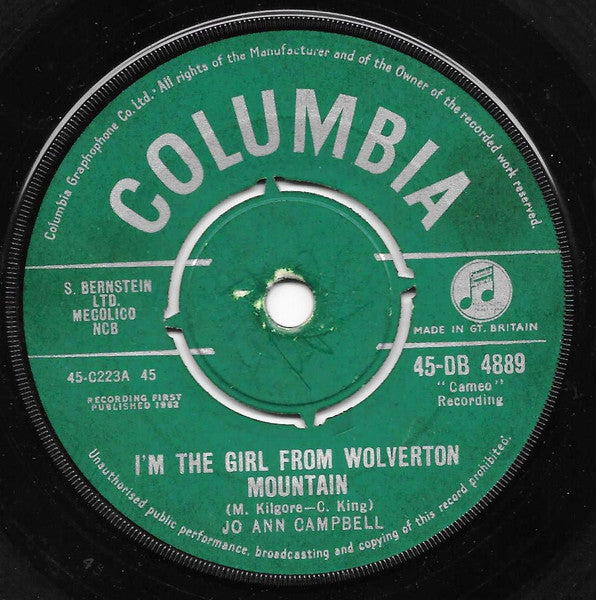 Columbia Graphophone Co. Ltd. · All rights of the Manufacturer and of the Owner of the recorded work reserved.
COLUMBIA
S. BERNSTEIN
LTD.
MEGOLICO
NCB
MADE IN GT. BRITAIN
45-C223A 45
45-DB 4889
RECORDING FIRST
PUBLISHED 1962
"Cameo"
Recording
I'M THE GIRL FROM WOLVERTON
MOUNTAIN
(M. Kilgore—C. King)
JO ANN CAMPBELL
Unauthorised public performance, broadcasting and copying of this record prohibited.